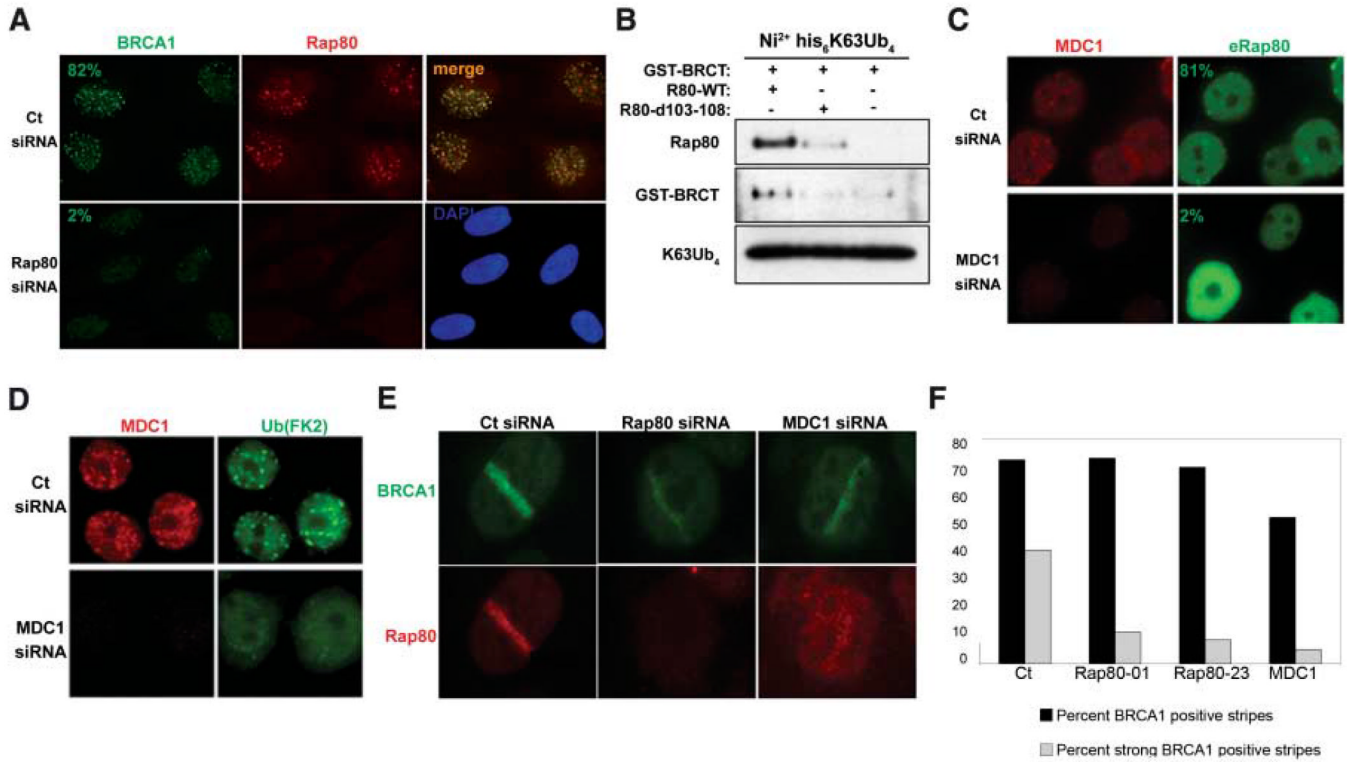 A
BRCA1
Rap80
82%
merge
Ct
siRNA
2%
DAPI
Rap80
siRNA
B
Ni²⁺ his₆K63Ub₄
GST-BRCT: + + +
R80-WT: + - -
R80-d103-108: - + -
Rap80
GST-BRCT
K63Ub₄
C
MDC1
eRap80
81%
Ct
siRNA
2%
MDC1
siRNA
D
MDC1
Ub(FK2)
Ct
siRNA
MDC1
siRNA
E
Ct siRNA
Rap80 siRNA
MDC1 siRNA
BRCA1
Rap80
F
80
70
60
50
40
30
20
10
0
Ct
Rap80-01
Rap80-23
MDC1
Percent BRCA1 positive stripes
Percent strong BRCA1 positive stripes